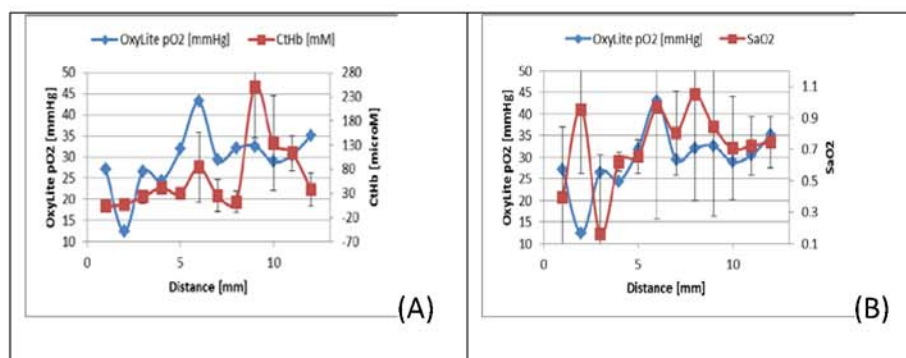 OxyLite pO2 [mmHg] CtHb [mM]
OxyLite pO2 [mmHg]
50
45
40
35
30
25
20
15
10
280
230
180
130
80
30
-20
-70
CtHb [microM]
0 5 10
Distance [mm]
(A)
OxyLite pO2 [mmHg] SaO2
OxyLite pO2 [mmHg]
50
45
40
35
30
25
20
15
10
1.1
0.9
0.7
0.5
0.3
0.1
SaO2
0 5 10
Distance [mm]
(B)